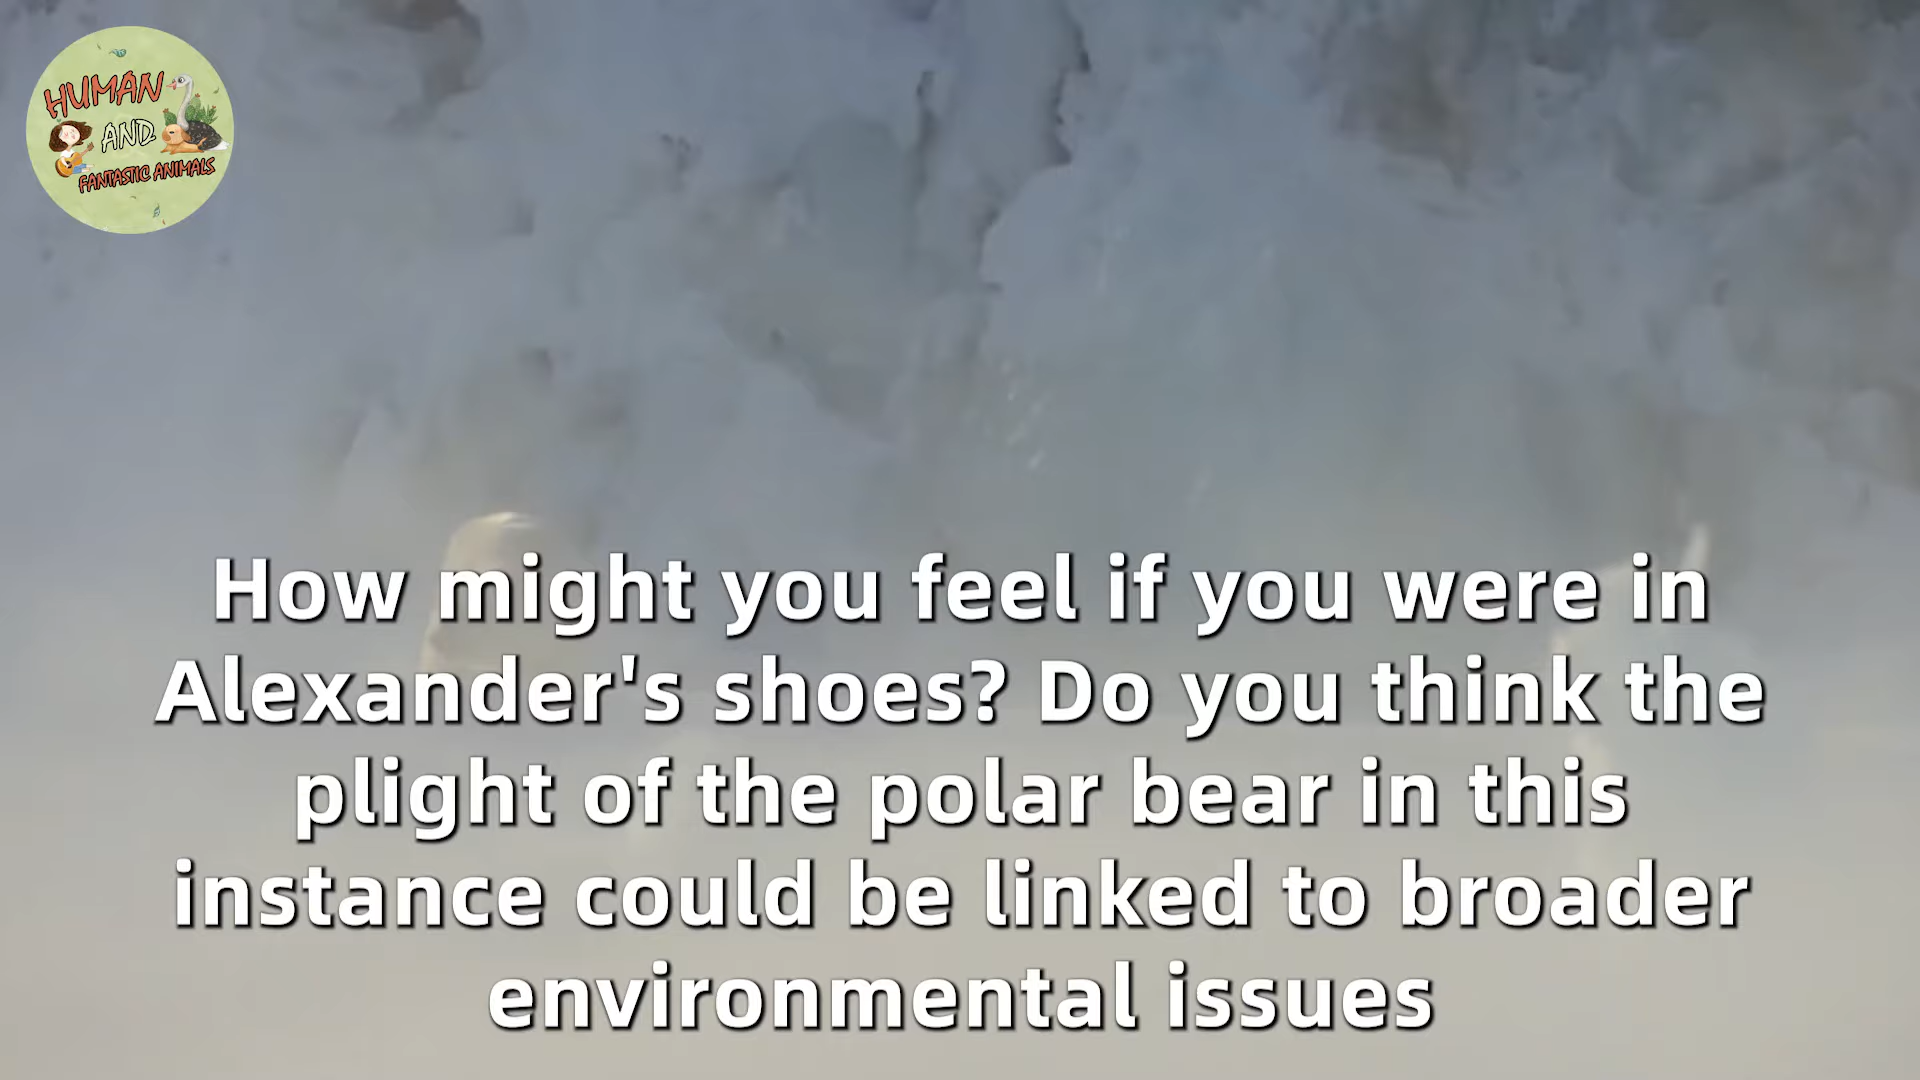 HUMAN
AND
FANTASTIC ANIMALS
How might you feel if you were in
Alexander's shoes? Do you think the
plight of the polar bear in this
instance could be linked to broader
environmental issues